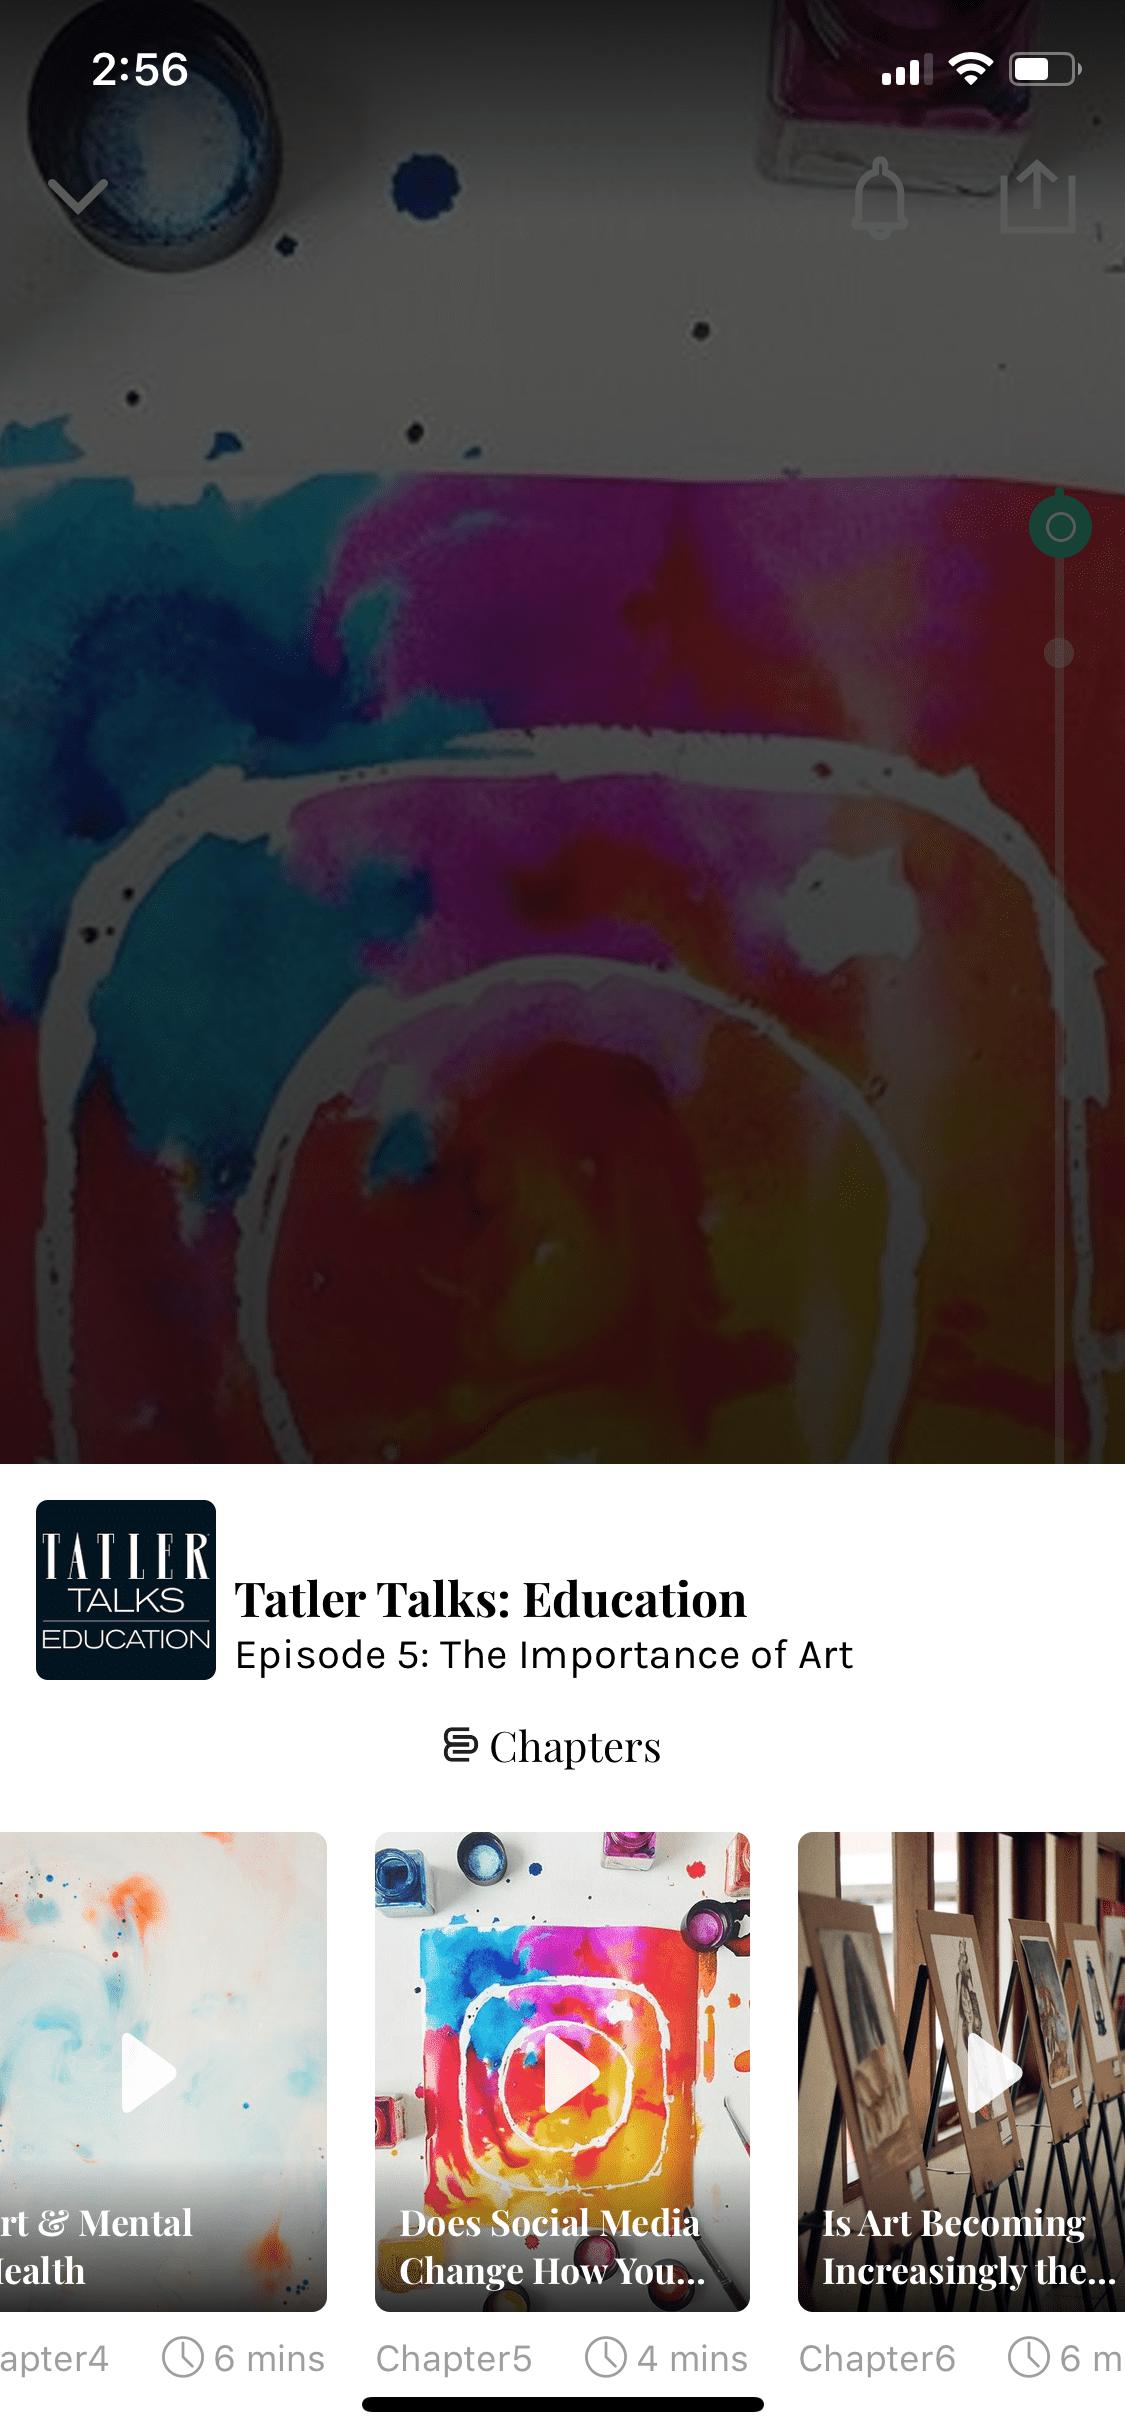 2:56
TATLER
TALKS
EDUCATION
Tatler Talks: Education
Episode 5: The Importance of Art
Chapters
rt & Mental
ealth
Does Social Media
Change How You...
Is Art Becoming
Increasingly the...
apter4 6 mins
Chapter5 4 mins
Chapter6 6 m